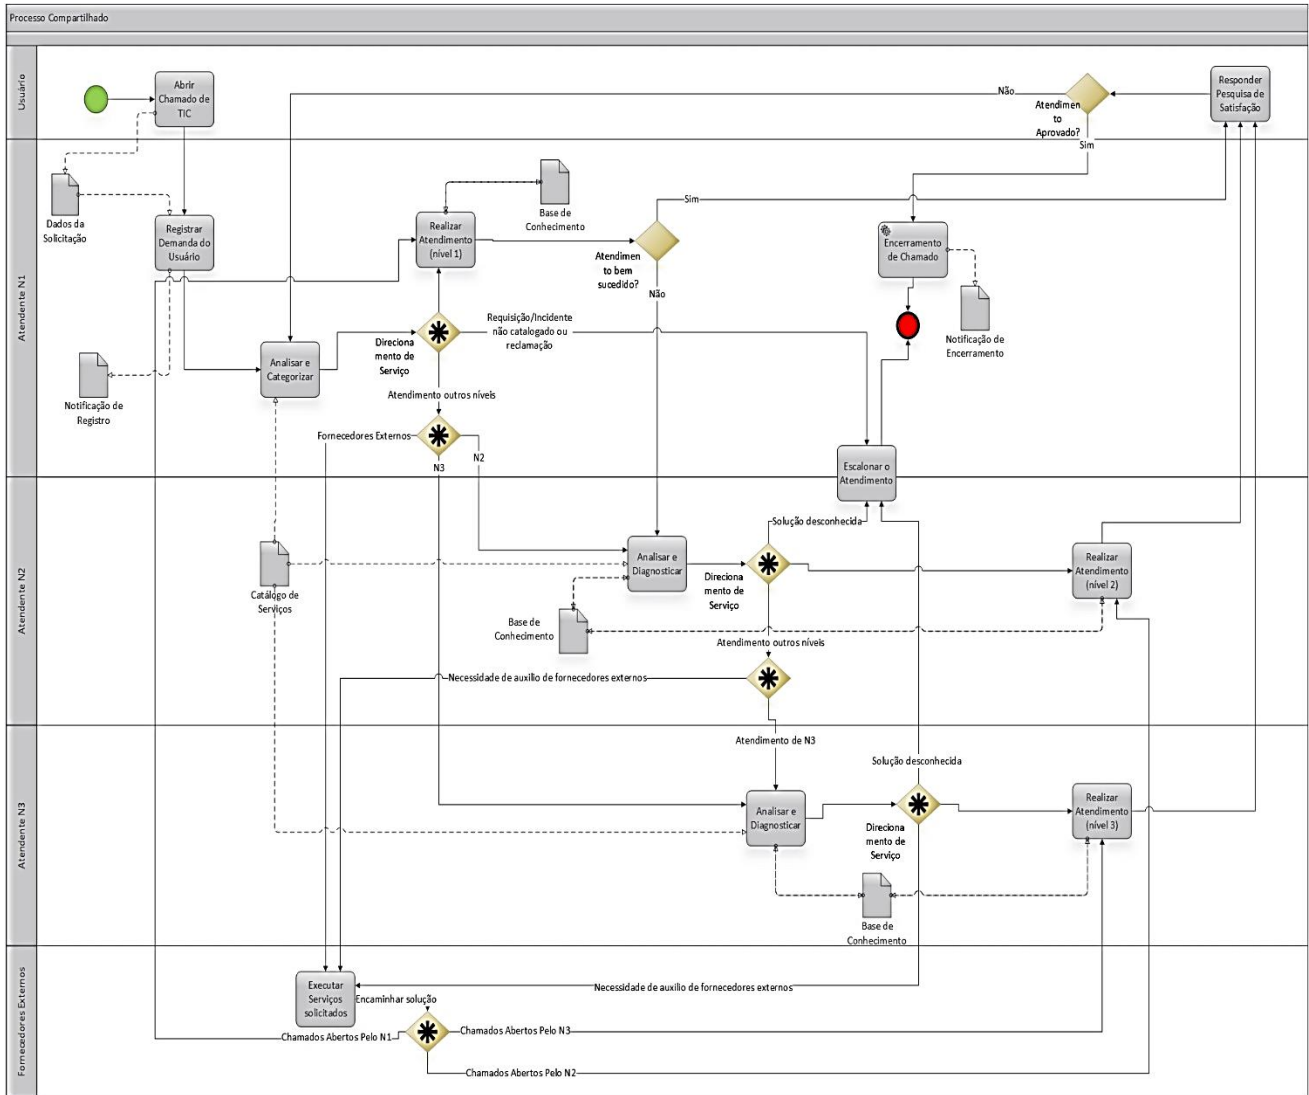 Processo Compartilhado
Usuário
Abrir
Chamado de
TIC
Não
Atendimen
to
Aprovado?
Sim
Responder
Pesquisa de
Satisfação
Atendente N1
Dados da
Solicitação
Registrar
Demanda do
Usuário
Notificação de
Registro
Analisar e
Categorizar
Realizar
Atendimento
(nível 1)
Base de
Conhecimento
Direciona
mento de
Serviço
Requisição/Incidente
não catalogado ou
reclamação
Atendimento outros níveis
Fornecedores Externos
N3
N2
Atendimen
to bem
sucedido?
Sim
Não
Encerramento
de Chamado
Notificação de
Encerramento
Escalonar o
Atendimento
Atendente N2
Catálogo de
Serviços
Analisar e
Diagnosticar
Base de
Conhecimento
Solução desconhecida
Direciona
mento de
Serviço
Atendimento outros níveis
Necessidade de auxilio de fornecedores externos
Realizar
Atendimento
(nível 2)
Atendente N3
Atendimento de N3
Analisar e
Diagnosticar
Solução desconhecida
Direciona
mento de
Serviço
Realizar
Atendimento
(nível 3)
Base de
Conhecimento
Fornecedores Externos
Executar
Serviços
solicitados
Encaminhar solução
Necessidade de auxilio de fornecedores externos
Chamados Abertos Pelo N1
Chamados Abertos Pelo N3
Chamados Abertos Pelo N2